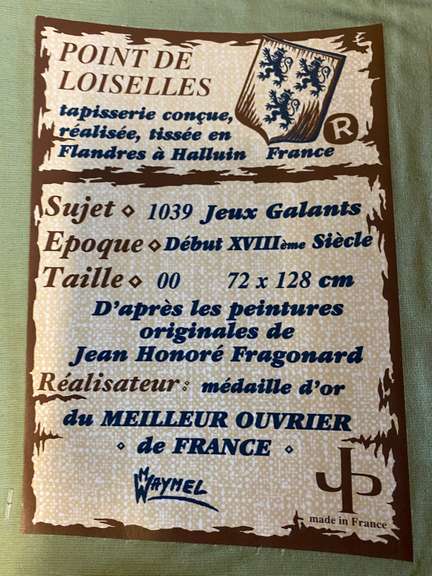 POINT DE
LOISELLES
tapisserie conçue,
réalisée, tissée en
Flandres à Halluin France
®
Sujet ⋄ 1039 Jeux Galants
Epoque ⋄ Début XVIIIème Siècle
Taille ⋄ 00 72 x 128 cm
D'après les peintures
originales de
Jean Honoré Fragonard
Réalisateur : médaille d'or
du MEILLEUR OUVRIER
⋄ de FRANCE ⋄
WAYMEL
made in France